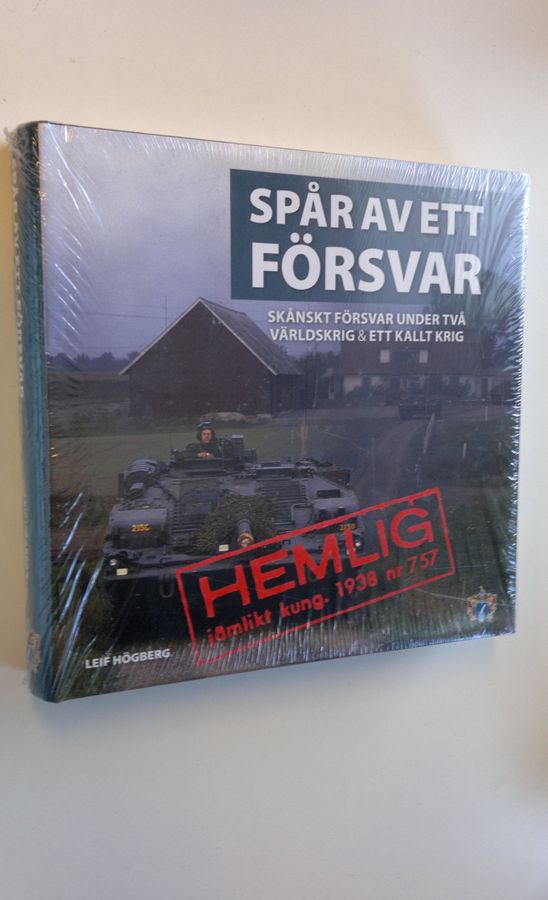 SPÅR AV ETT
FÖRSVAR
SKÅNSKT FÖRSVAR UNDER TVÅ
VÄRLDSKRIG & ETT KALLT KRIG
HEMLIG
jämlikt kung. 1938 nr 757
LEIF HÖGBERG